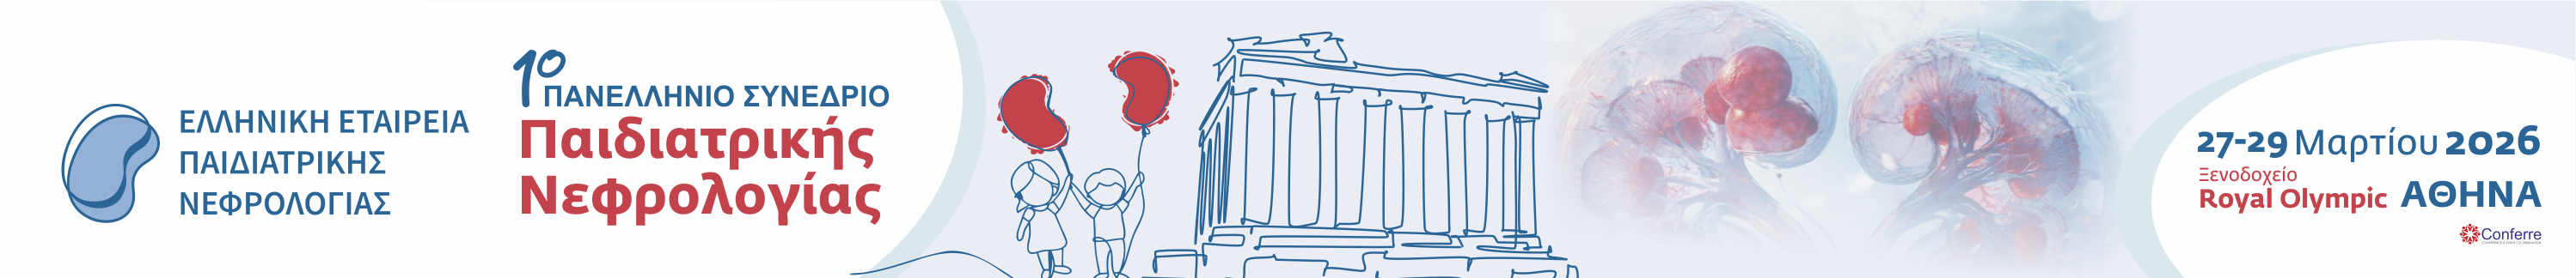 ΕΛΛΗΝΙΚΗ ΕΤΑΙΡΕΙΑ
ΠΑΙΔΙΑΤΡΙΚΗΣ
ΝΕΦΡΟΛΟΓΙΑΣ
1ο
ΠΑΝΕΛΛΗΝΙΟ ΣΥΝΕΔΡΙΟ
Παιδιατρικής
Νεφρολογίας
27-29 Μαρτίου 2026
Ξενοδοχείο
Royal Olympic ΑΘΗΝΑ
Conferre